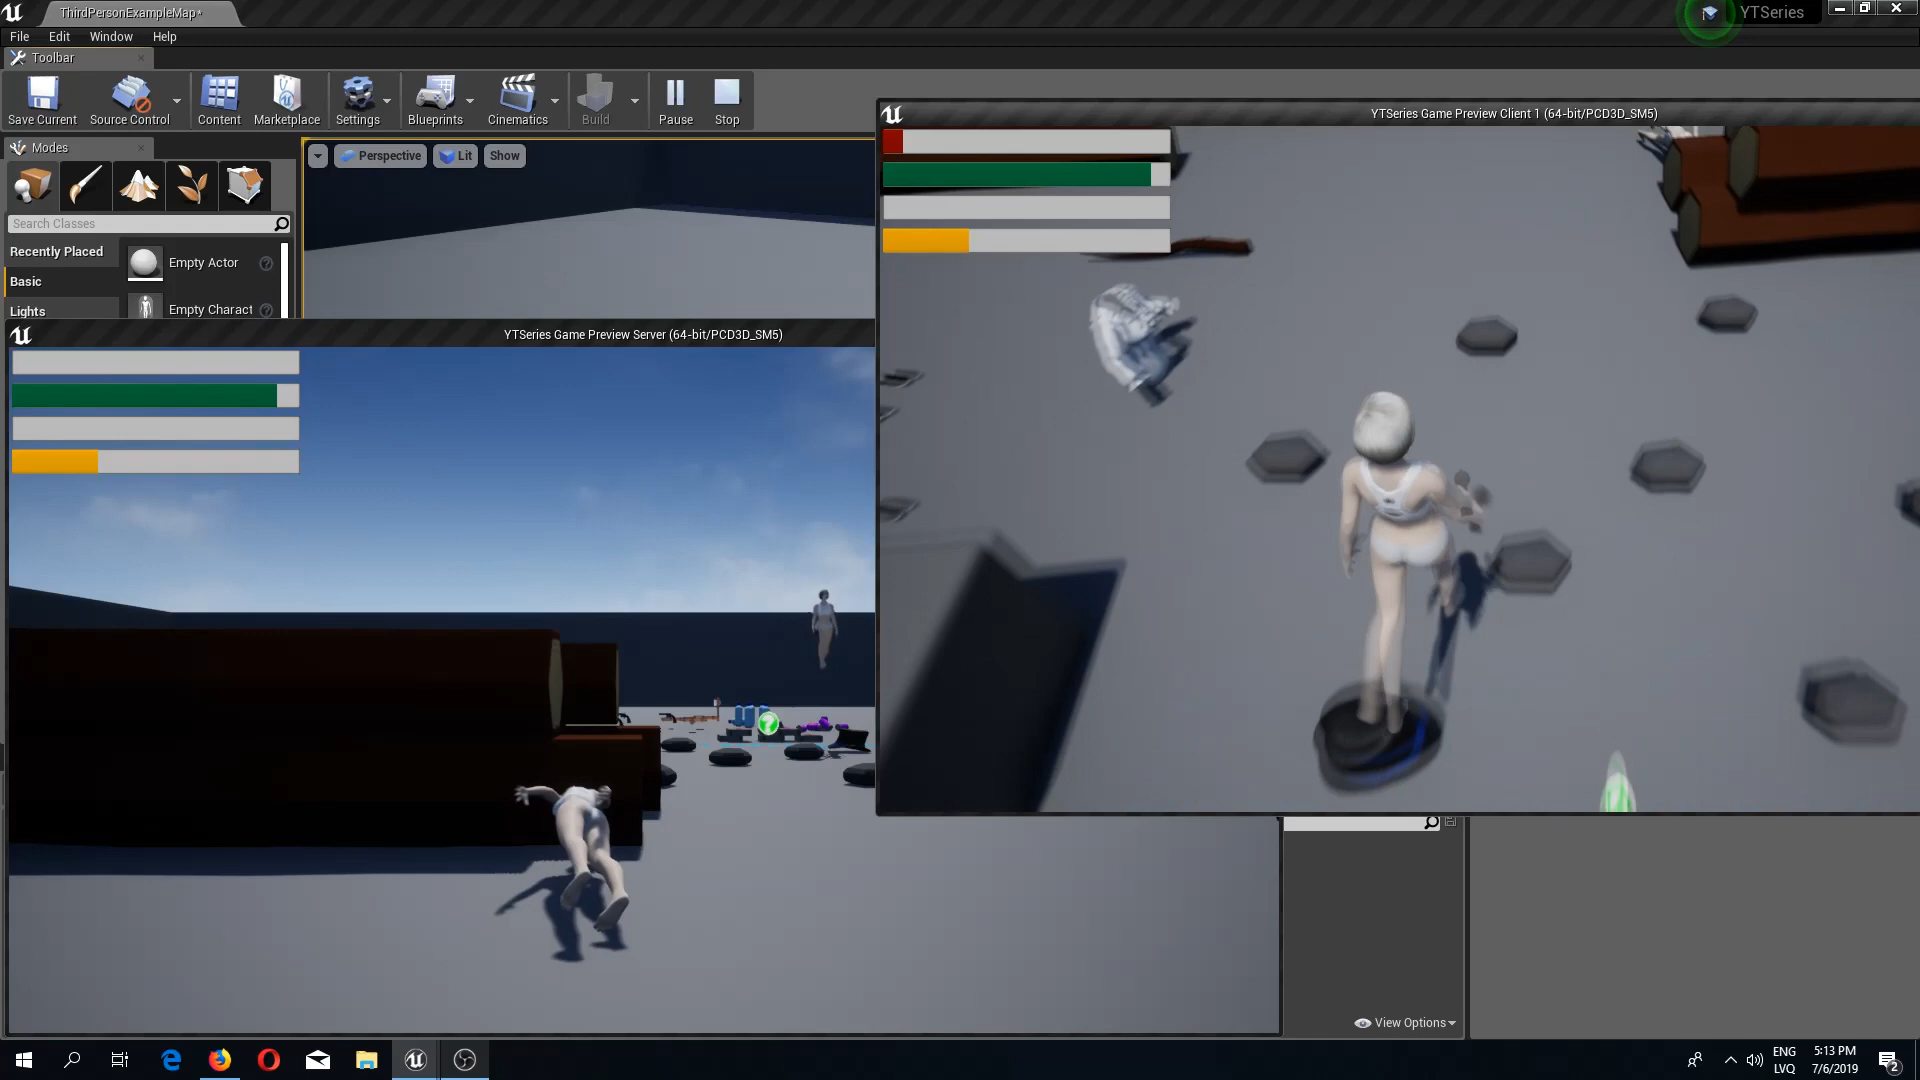 ThirdPersonExampleMap*
YTSeries
File Edit Window Help
Toolbar
Save Current Source Control Content Marketplace Settings Blueprints Cinematics Build Pause Stop
Modes
Perspective Lit Show
YTSeries Game Preview Client 1 (64-bit/PCD3D_SM5)
Search Classes
Recently Placed
Empty Actor
Basic
Lights
Empty Charact
YTSeries Game Preview Server (64-bit/PCD3D_SM5)
View Options
ENG
LVQ
5:13 PM
7/6/2019
2